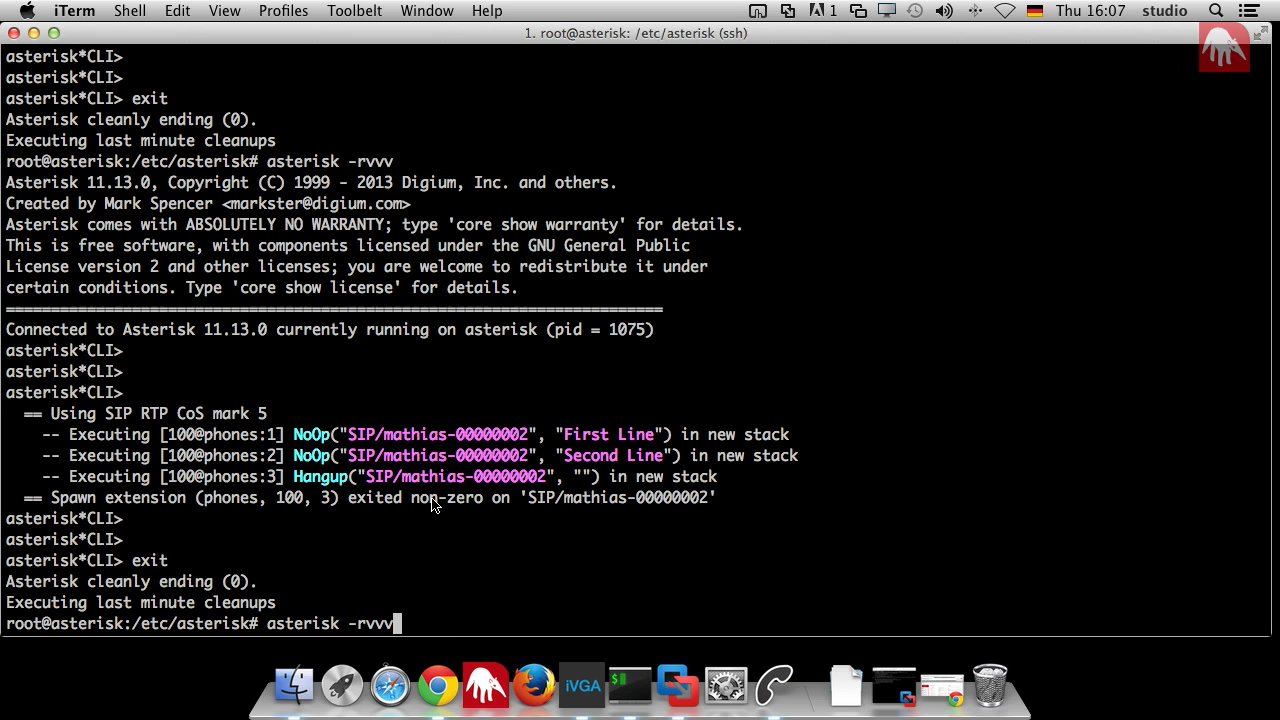 iTerm Shell Edit View Profiles Toolbelt Window Help 1 Thu 16:07 studio
1. root@asterisk: /etc/asterisk (ssh)
asterisk*CLI>
asterisk*CLI>
asterisk*CLI> exit
Asterisk cleanly ending (0).
Executing last minute cleanups
root@asterisk:/etc/asterisk# asterisk -rvvv
Asterisk 11.13.0, Copyright (C) 1999 - 2013 Digium, Inc. and others.
Created by Mark Spencer <markster@digium.com>
Asterisk comes with ABSOLUTELY NO WARRANTY; type 'core show warranty' for details.
This is free software, with components licensed under the GNU General Public
License version 2 and other licenses; you are welcome to redistribute it under
certain conditions. Type 'core show license' for details.
=========================================================================
Connected to Asterisk 11.13.0 currently running on asterisk (pid = 1075)
asterisk*CLI>
asterisk*CLI>
asterisk*CLI>
== Using SIP RTP CoS mark 5
-- Executing [100@phones:1] NoOp("SIP/mathias-00000002", "First Line") in new stack
-- Executing [100@phones:2] NoOp("SIP/mathias-00000002", "Second Line") in new stack
-- Executing [100@phones:3] Hangup("SIP/mathias-00000002", "") in new stack
== Spawn extension (phones, 100, 3) exited non-zero on 'SIP/mathias-00000002'
asterisk*CLI>
asterisk*CLI>
asterisk*CLI> exit
Asterisk cleanly ending (0).
Executing last minute cleanups
root@asterisk:/etc/asterisk# asterisk -rvvv
iVGA
$